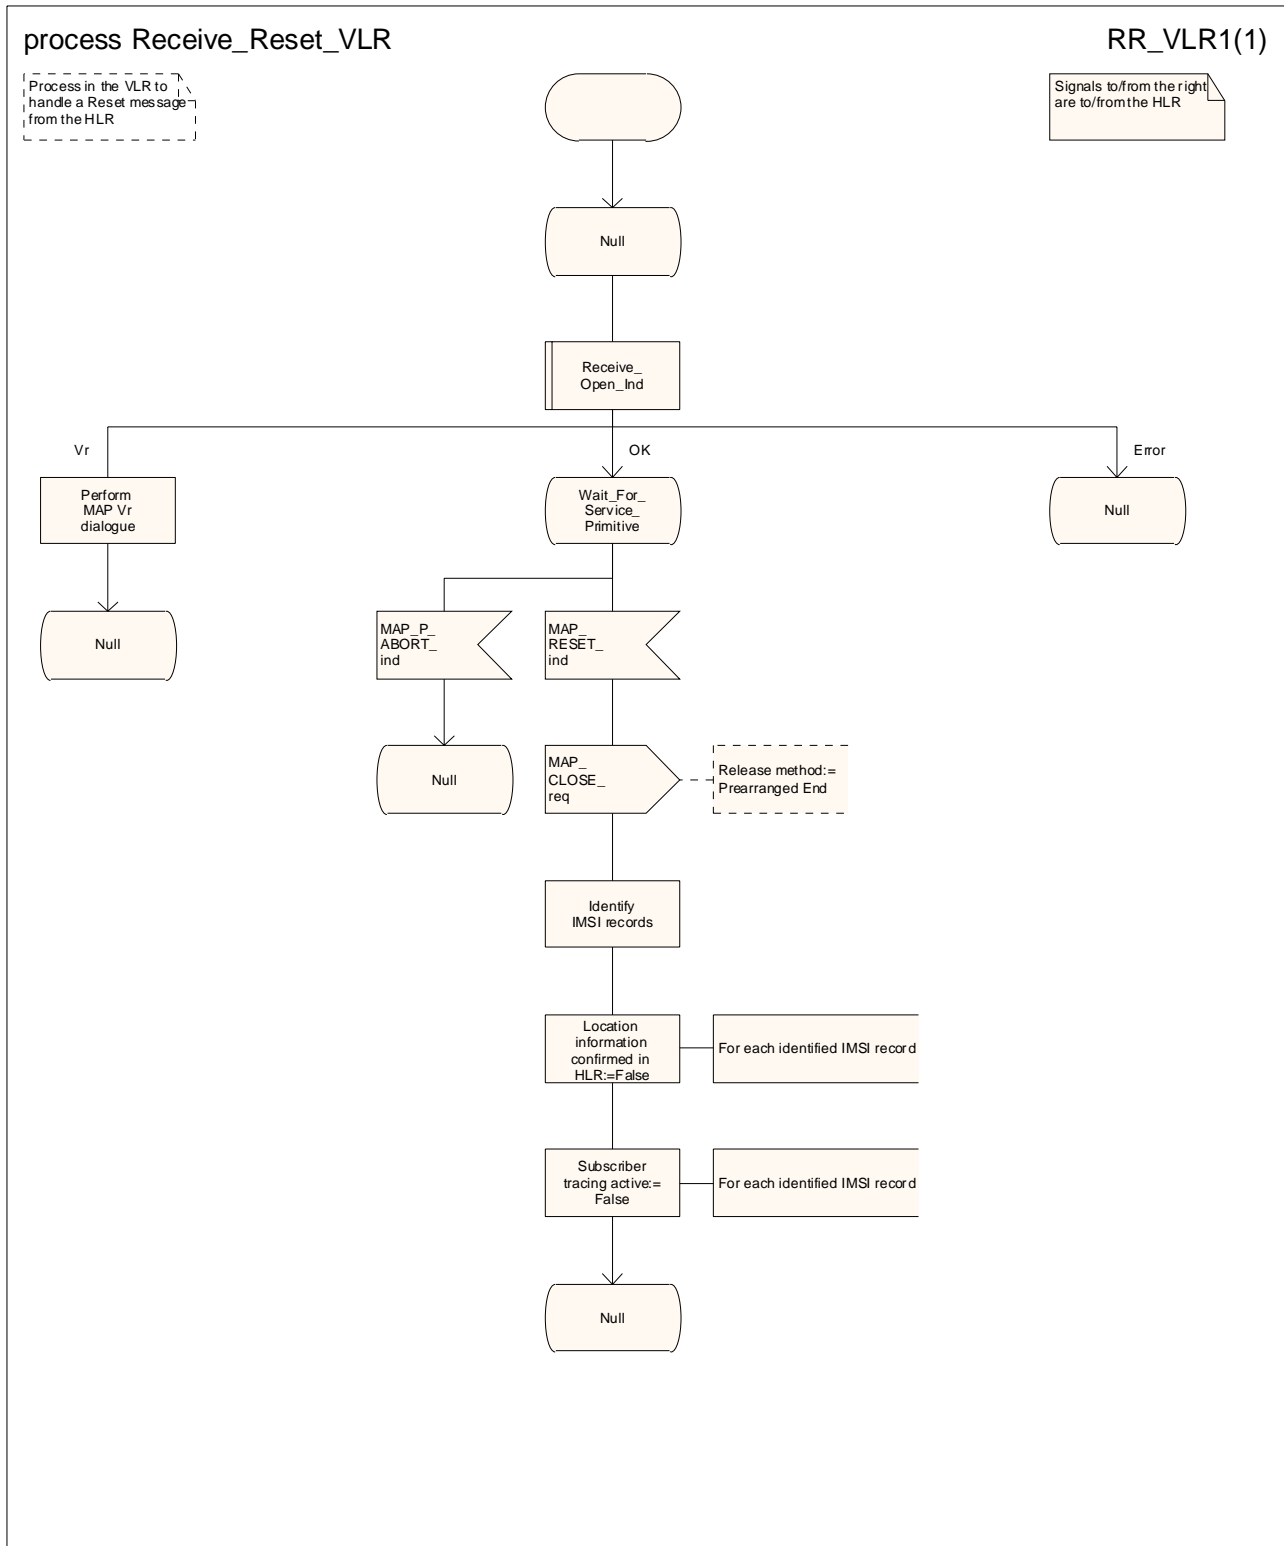 process Receive_Reset_VLR
RR_VLR1(1)
Process in the VLR to
handle a Reset message
from the HLR
Signals to/from the right
are to/from the HLR
Null
Receive_
Open_Ind
Vr
OK
Error
Perform
MAP Vr
dialogue
Wait_For_
Service_
Primitive
Null
Null
MAP_P_
ABORT_
ind
MAP_
RESET_
ind
Null
MAP_
CLOSE_
req
Release method:=
Prearranged End
Identify
IMSI records
Location
information
confirmed in
HLR:=False
For each identified IMSI record
Subscriber
tracing active:=
False
For each identified IMSI record
Null